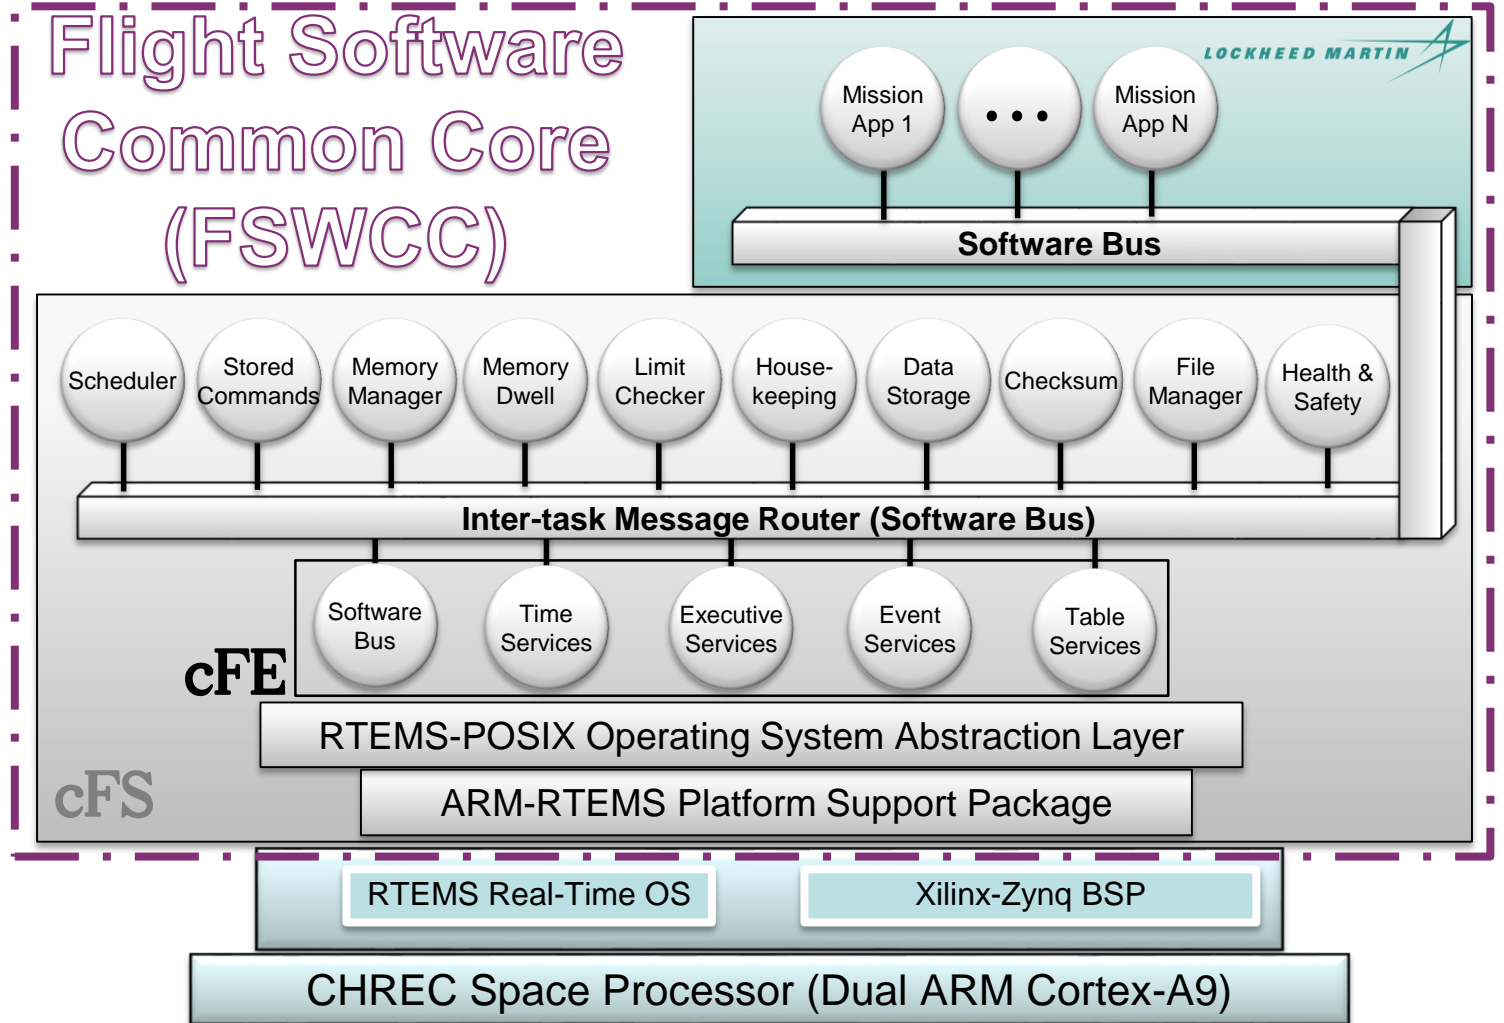 Flight Software
Common Core
(FSWCC)
LOCKHEED MARTIN
Mission
App 1
• • •
Mission
App N
Software Bus
Scheduler
Stored
Commands
Memory
Manager
Memory
Dwell
Limit
Checker
House-
keeping
Data
Storage
Checksum
File
Manager
Health &
Safety
Inter-task Message Router (Software Bus)
Software
Bus
Time
Services
Executive
Services
Event
Services
Table
Services
cFE
RTEMS-POSIX Operating System Abstraction Layer
cFS
ARM-RTEMS Platform Support Package
RTEMS Real-Time OS
Xilinx-Zynq BSP
CHREC Space Processor (Dual ARM Cortex-A9)